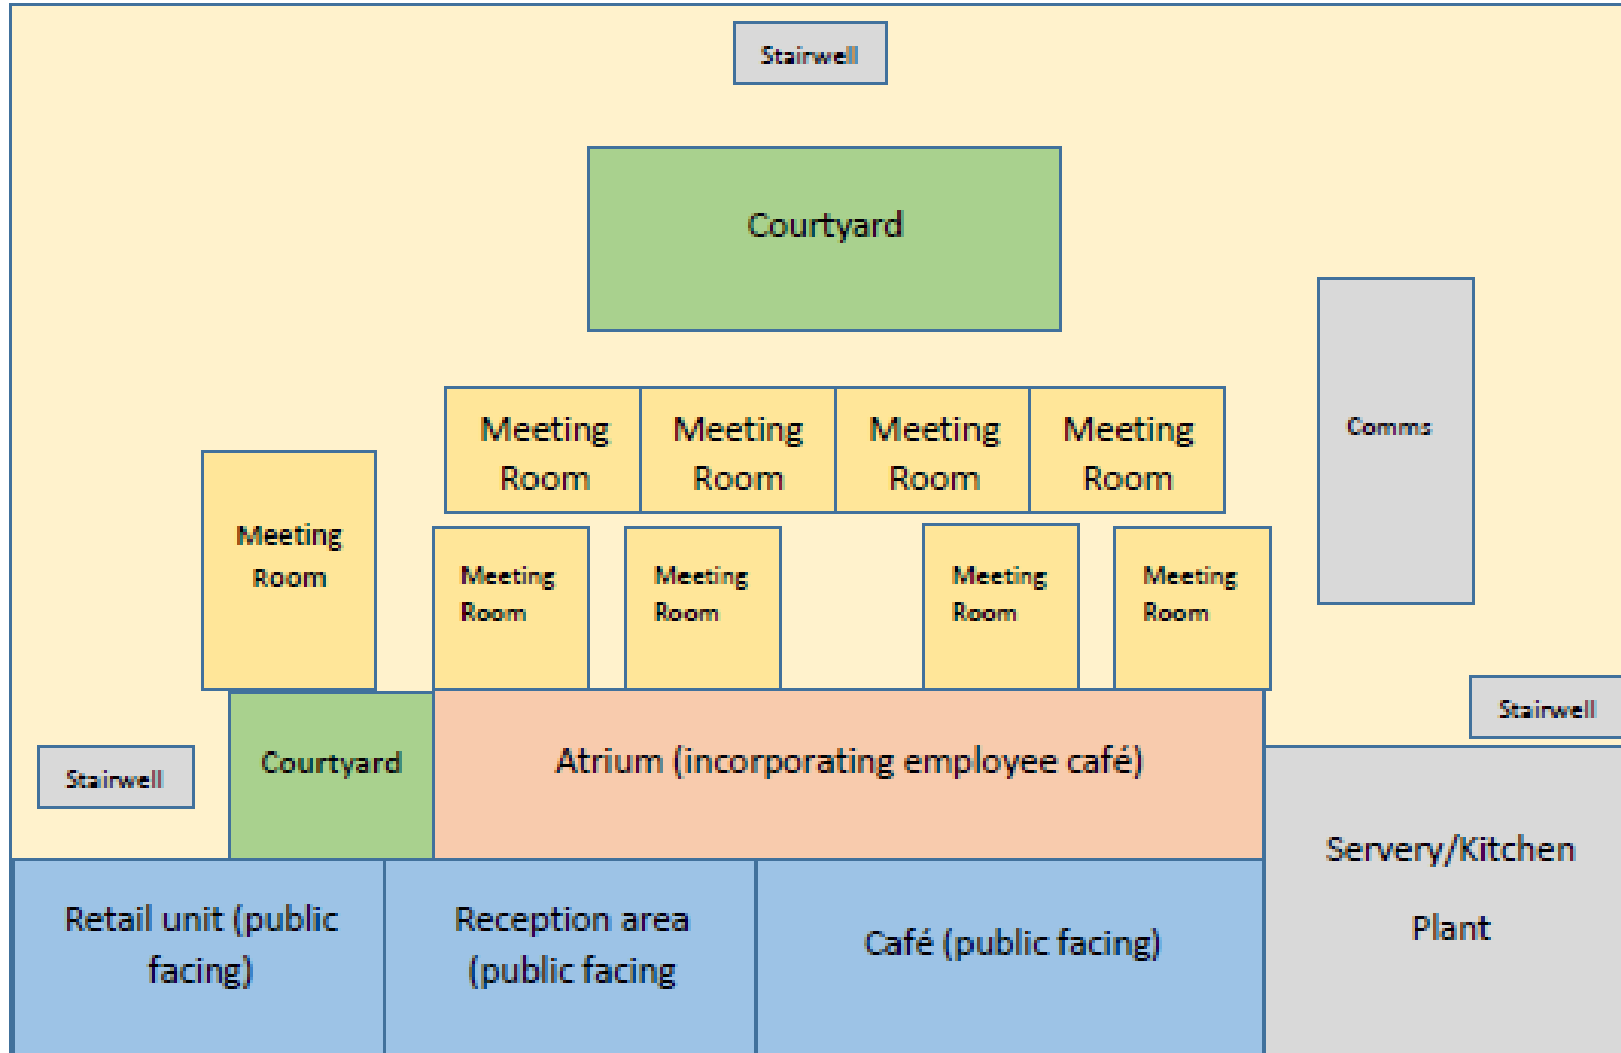 Stairwell
Courtyard
Comms
Meeting
Room
Meeting
Room
Meeting
Room
Meeting
Room
Meeting
Room
Meeting
Room
Meeting
Room
Meeting
Room
Meeting
Room
Stairwell
Courtyard
Atrium (incorporating employee café)
Stairwell
Servery/Kitchen
Plant
Retail unit (public
facing)
Reception area
(public facing
Café (public facing)